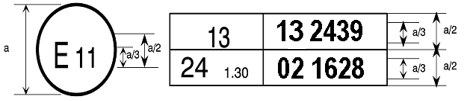 a E 11 a/3 a/2
13 13 2439 a/3 a/2
24 1.30 02 1628 a/3 a/2